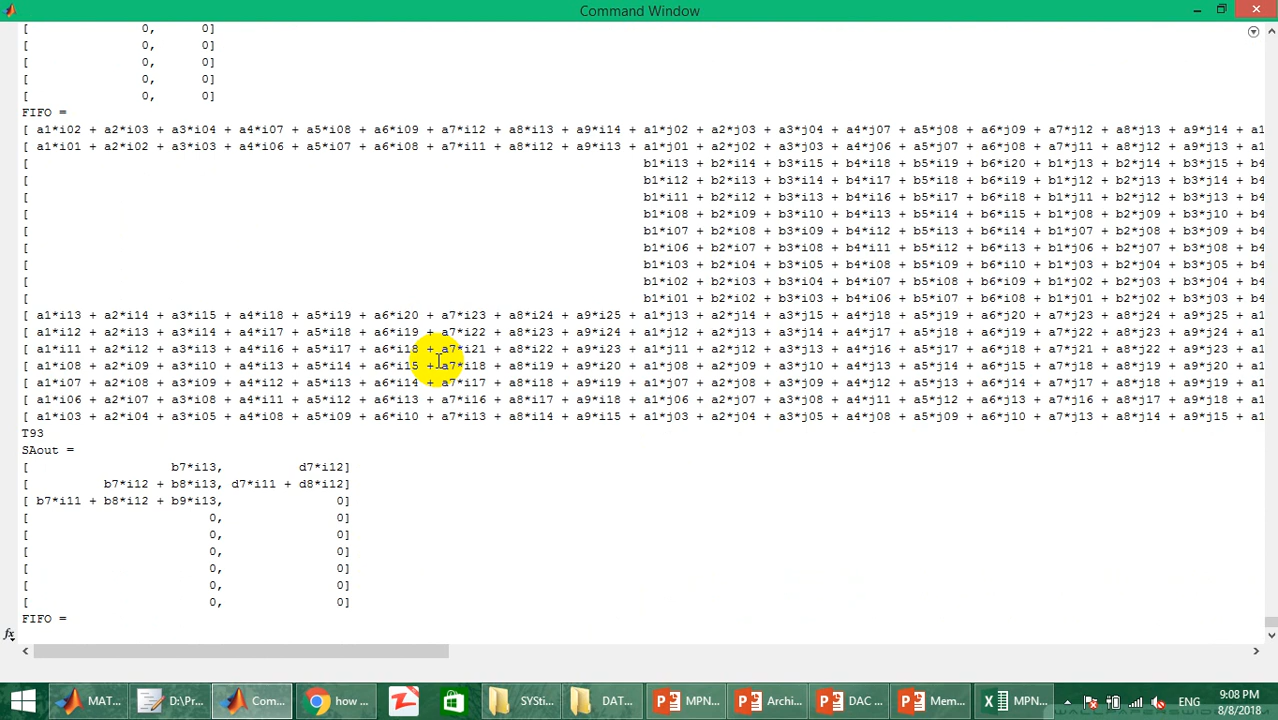 Command Window
[ 0, 0]
[ 0, 0]
[ 0, 0]
[ 0, 0]
[ 0, 0]
FIFO =
[ a1*i02 + a2*i03 + a3*i04 + a4*i07 + a5*i08 + a6*i09 + a7*i12 + a8*i13 + a9*i14 + a1*j02 + a2*j03 + a3*j04 + a4*j07 + a5*j08 + a6*j09 + a7*j12 + a8*j13 + a9*j14 + a1
[ a1*i01 + a2*i02 + a3*i03 + a4*i06 + a5*i07 + a6*i08 + a7*i11 + a8*i12 + a9*i13 + a1*j01 + a2*j02 + a3*j03 + a4*j06 + a5*j07 + a6*j08 + a7*j11 + a8*j12 + a9*j13 + a1
[ b1*i13 + b2*i14 + b3*i15 + b4*i18 + b5*i19 + b6*i20 + b1*j13 + b2*j14 + b3*j15 + b4
[ b1*i12 + b2*i13 + b3*i14 + b4*i17 + b5*i18 + b6*i19 + b1*j12 + b2*j13 + b3*j14 + b4
[ b1*i11 + b2*i12 + b3*i13 + b4*i16 + b5*i17 + b6*i18 + b1*j11 + b2*j12 + b3*j13 + b4
[ b1*i08 + b2*i09 + b3*i10 + b4*i13 + b5*i14 + b6*i15 + b1*j08 + b2*j09 + b3*j10 + b4
[ b1*i07 + b2*i08 + b3*i09 + b4*i12 + b5*i13 + b6*i14 + b1*j07 + b2*j08 + b3*j09 + b4
[ b1*i06 + b2*i07 + b3*i08 + b4*i11 + b5*i12 + b6*i13 + b1*j06 + b2*j07 + b3*j08 + b4
[ b1*i03 + b2*i04 + b3*i05 + b4*i08 + b5*i09 + b6*i10 + b1*j03 + b2*j04 + b3*j05 + b4
[ b1*i02 + b2*i03 + b3*i04 + b4*i07 + b5*i08 + b6*i09 + b1*j02 + b2*j03 + b3*j04 + b4
[ b1*i01 + b2*i02 + b3*i03 + b4*i06 + b5*i07 + b6*i08 + b1*j01 + b2*j02 + b3*j03 + b4
[ a1*i13 + a2*i14 + a3*i15 + a4*i18 + a5*i19 + a6*i20 + a7*i23 + a8*i24 + a9*i25 + a1*j13 + a2*j14 + a3*j15 + a4*j18 + a5*j19 + a6*j20 + a7*j23 + a8*j24 + a9*j25 + a1
[ a1*i12 + a2*i13 + a3*i14 + a4*i17 + a5*i18 + a6*i19 + a7*i22 + a8*i23 + a9*i24 + a1*j12 + a2*j13 + a3*j14 + a4*j17 + a5*j18 + a6*j19 + a7*j22 + a8*j23 + a9*j24 + a1
[ a1*i11 + a2*i12 + a3*i13 + a4*i16 + a5*i17 + a6*i18 + a7*i21 + a8*i22 + a9*i23 + a1*j11 + a2*j12 + a3*j13 + a4*j16 + a5*j17 + a6*j18 + a7*j21 + a8*j22 + a9*j23 + a1
[ a1*i08 + a2*i09 + a3*i10 + a4*i13 + a5*i14 + a6*i15 + a7*i18 + a8*i19 + a9*i20 + a1*j08 + a2*j09 + a3*j10 + a4*j13 + a5*j14 + a6*j15 + a7*j18 + a8*j19 + a9*j20 + a1
[ a1*i07 + a2*i08 + a3*i09 + a4*i12 + a5*i13 + a6*i14 + a7*i17 + a8*i18 + a9*i19 + a1*j07 + a2*j08 + a3*j09 + a4*j12 + a5*j13 + a6*j14 + a7*j17 + a8*j18 + a9*j19 + a1
[ a1*i06 + a2*i07 + a3*i08 + a4*i11 + a5*i12 + a6*i13 + a7*i16 + a8*i17 + a9*i18 + a1*j06 + a2*j07 + a3*j08 + a4*j11 + a5*j12 + a6*j13 + a7*j16 + a8*j17 + a9*j18 + a1
[ a1*i03 + a2*i04 + a3*i05 + a4*i08 + a5*i09 + a6*i10 + a7*i13 + a8*i14 + a9*i15 + a1*j03 + a2*j04 + a3*j05 + a4*j08 + a5*j09 + a6*j10 + a7*j13 + a8*j14 + a9*j15 + a1
T93
SAout =
[ b7*i13, d7*i12]
[ b7*i12 + b8*i13, d7*i11 + d8*i12]
[ b7*i11 + b8*i12 + b9*i13, 0]
[ 0, 0]
[ 0, 0]
[ 0, 0]
[ 0, 0]
[ 0, 0]
[ 0, 0]
FIFO =
fx
MAT... D:\Pr... Com... how ... SYSti... DAT... MPN... Archi... DAC ... Mem... MPN... ENG 9:08 PM
8/8/2018